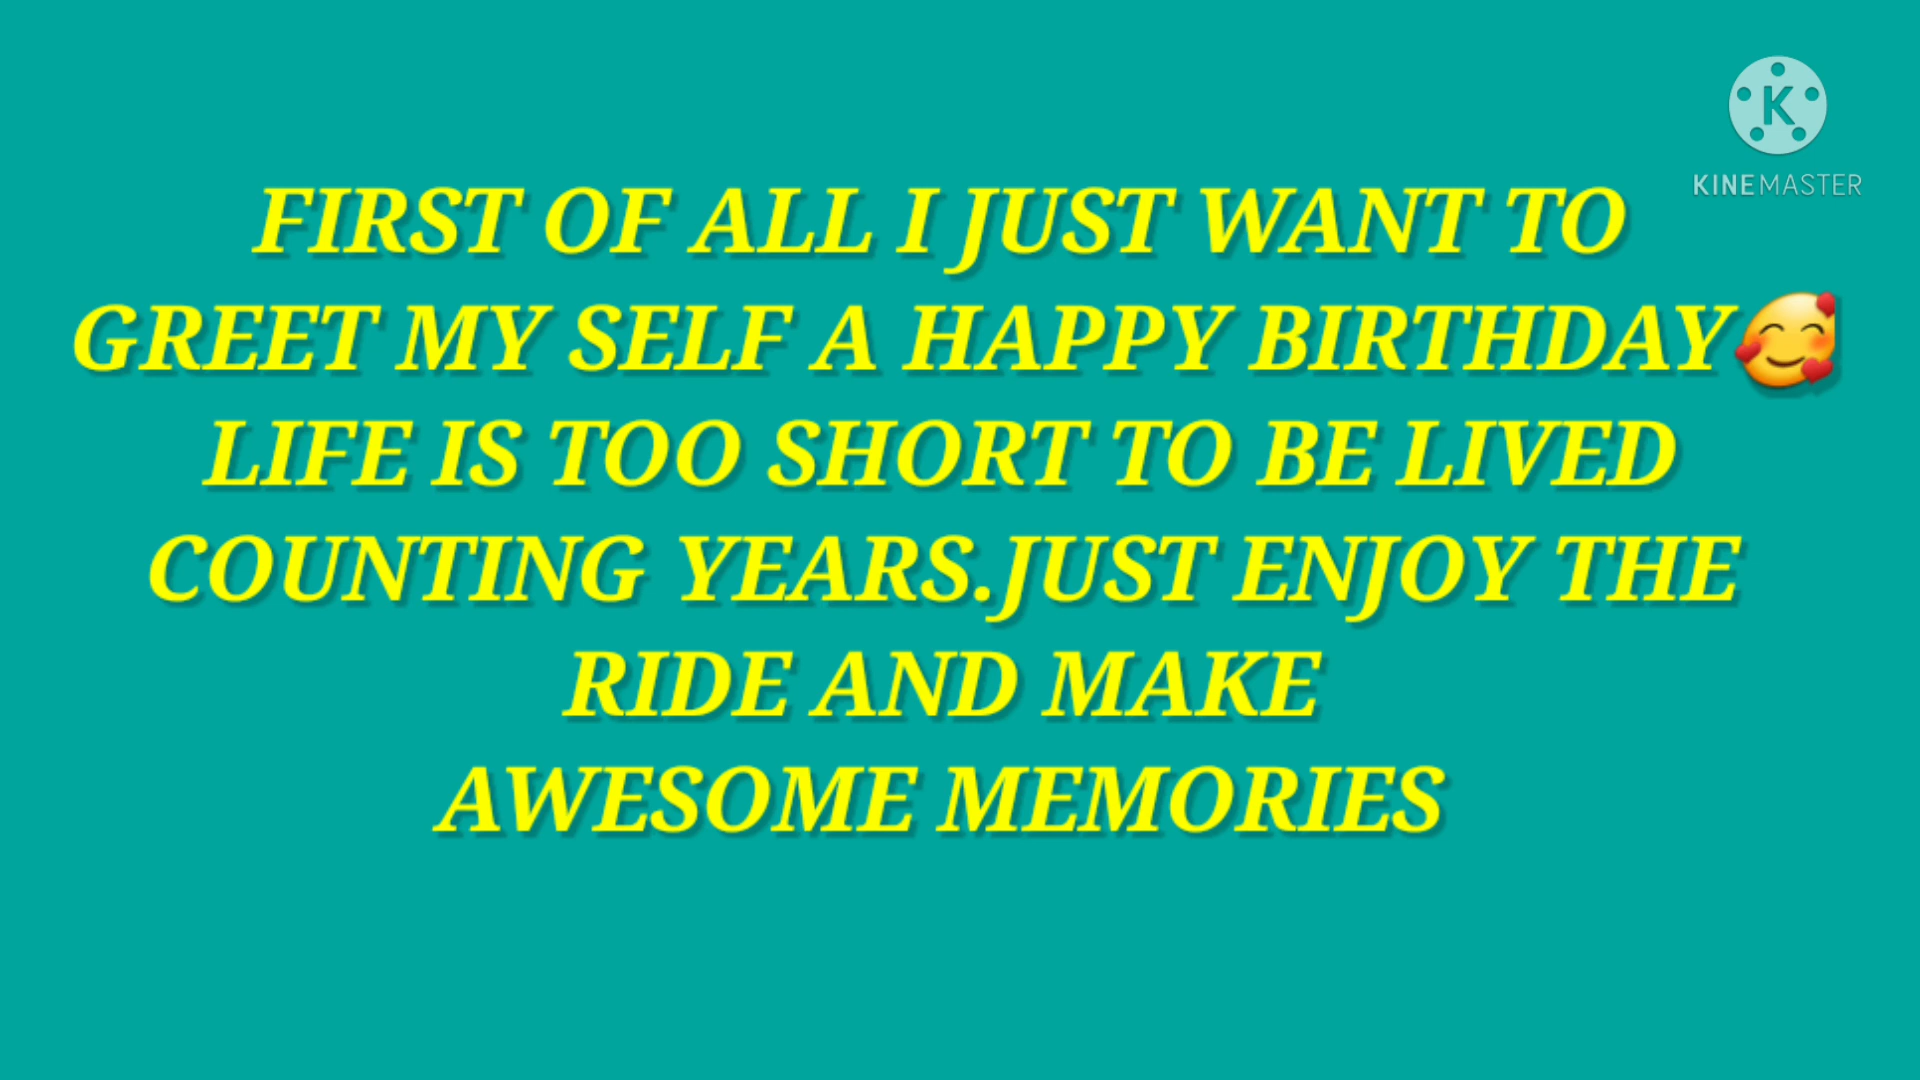 K
KINEMASTER
FIRST OF ALL I JUST WANT TO
GREET MY SELF A HAPPY BIRTHDAY🥰
LIFE IS TOO SHORT TO BE LIVED
COUNTING YEARS.JUST ENJOY THE
RIDE AND MAKE
AWESOME MEMORIES